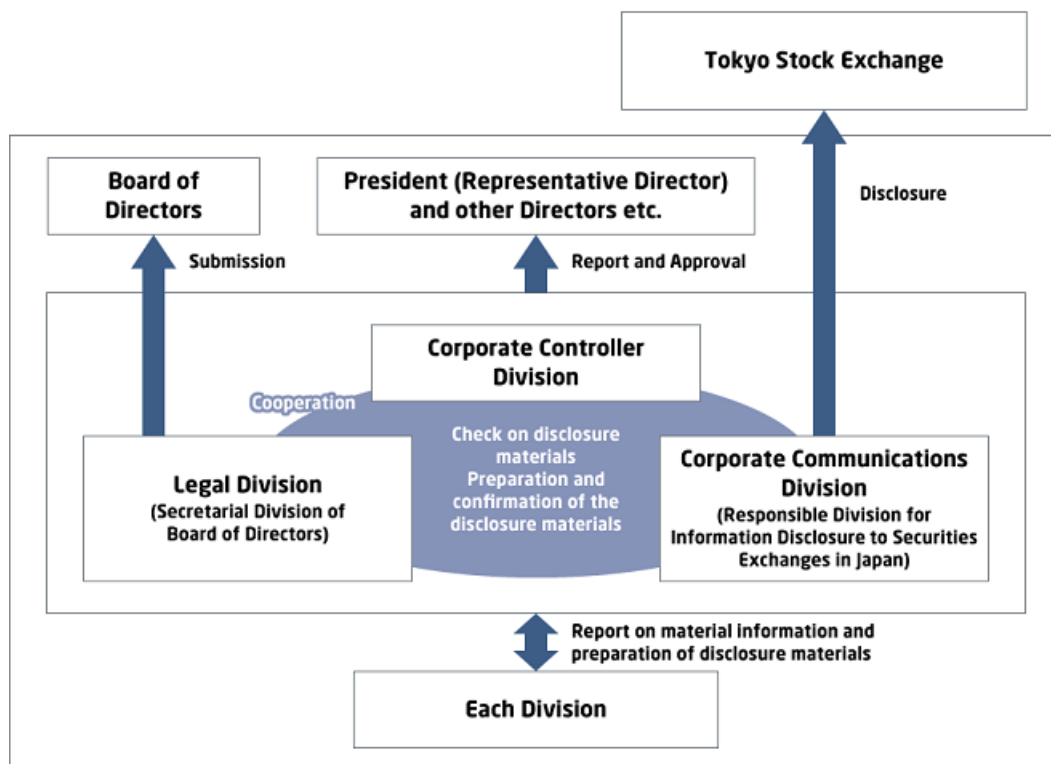 Tokyo Stock Exchange
Board of
Directors
President (Representative Director)
and other Directors etc.
Disclosure
Submission
Report and Approval
Corporate Controller
Division
Cooperation
Check on disclosure
materials
Preparation and
confirmation of the
disclosure materials
Legal Division
(Secretarial Division of
Board of Directors)
Corporate Communications
Division
(Responsible Division for
Information Disclosure to Securities
Exchanges in Japan)
Report on material information and
preparation of disclosure materials
Each Division